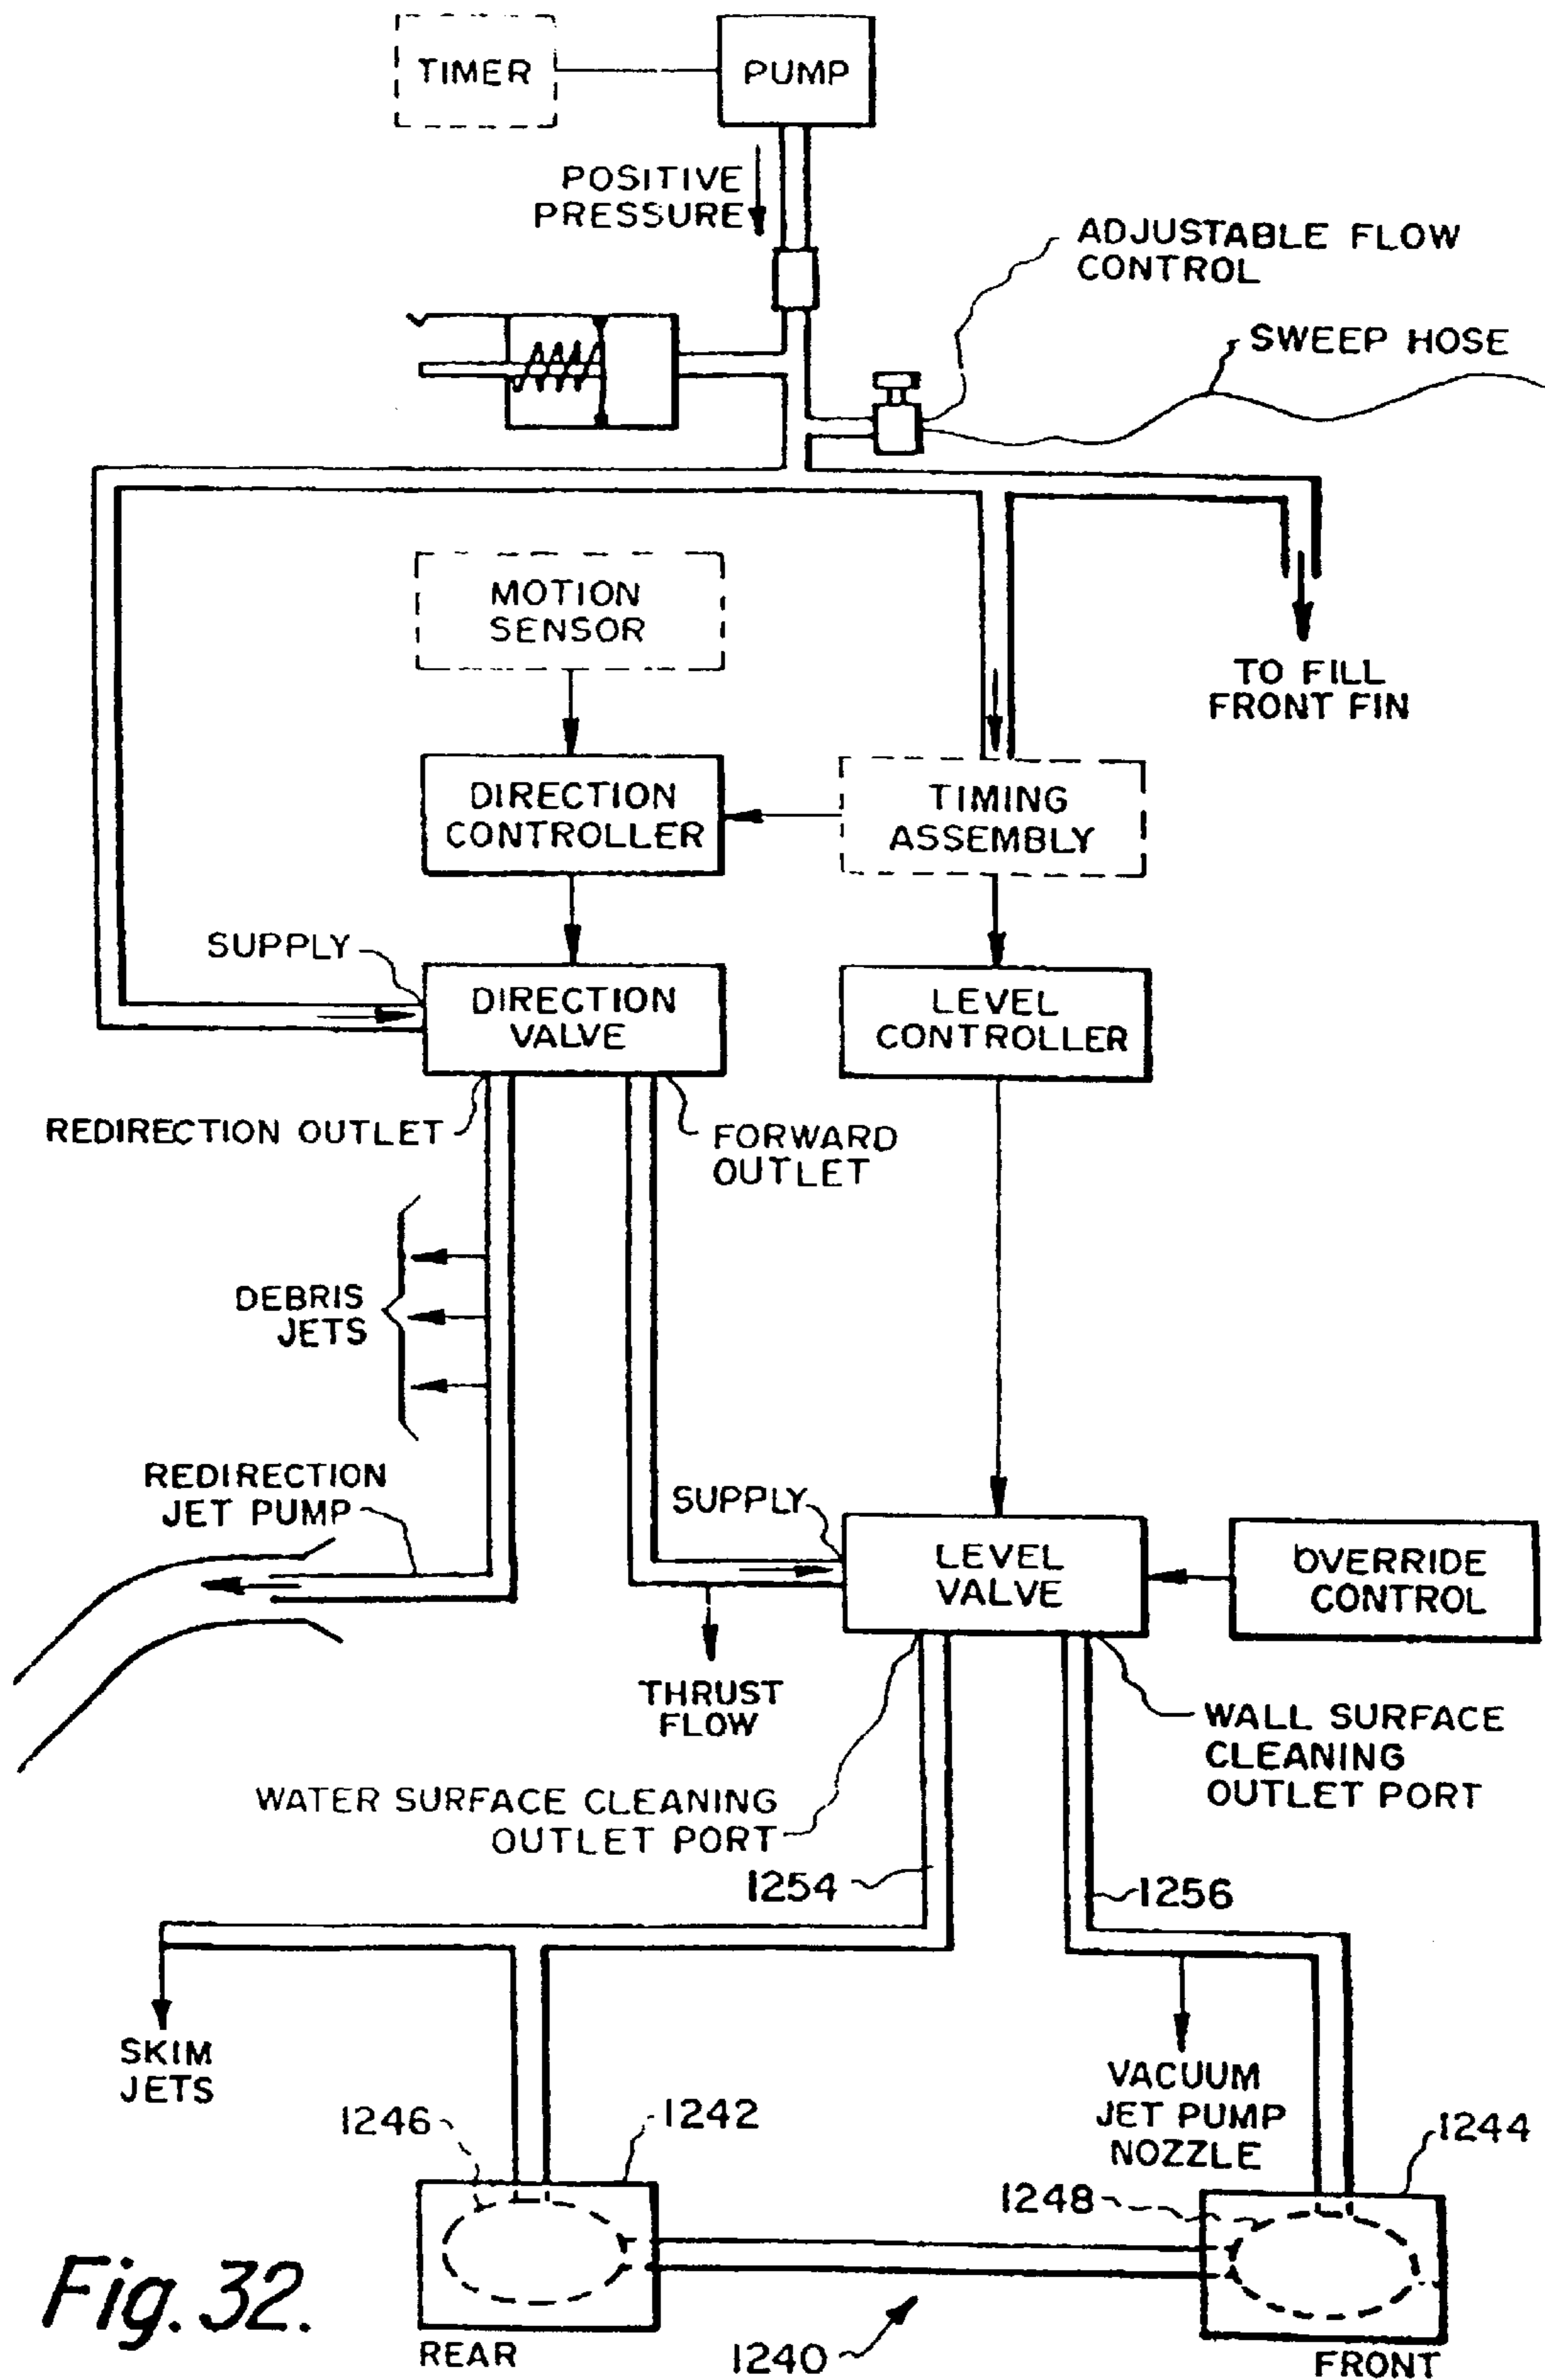 TIMER
PUMP
POSITIVE
PRESSURE
ADJUSTABLE FLOW
CONTROL
SWEEP HOSE
MOTION
SENSOR
TO FILL
FRONT FIN
DIRECTION
CONTROLLER
TIMING
ASSEMBLY
SUPPLY
DIRECTION
VALVE
LEVEL
CONTROLLER
REDIRECTION OUTLET
FORWARD
OUTLET
DEBRIS
JETS
REDIRECTION
JET PUMP
SUPPLY
LEVEL
VALVE
OVERRIDE
CONTROL
THRUST
FLOW
WALL SURFACE
CLEANING
OUTLET PORT
WATER SURFACE CLEANING
OUTLET PORT
1254
1256
SKIM
JETS
VACUUM
JET PUMP
NOZZLE
1246
1242
1244
1248
Fig. 32.
REAR
1240
FRONT